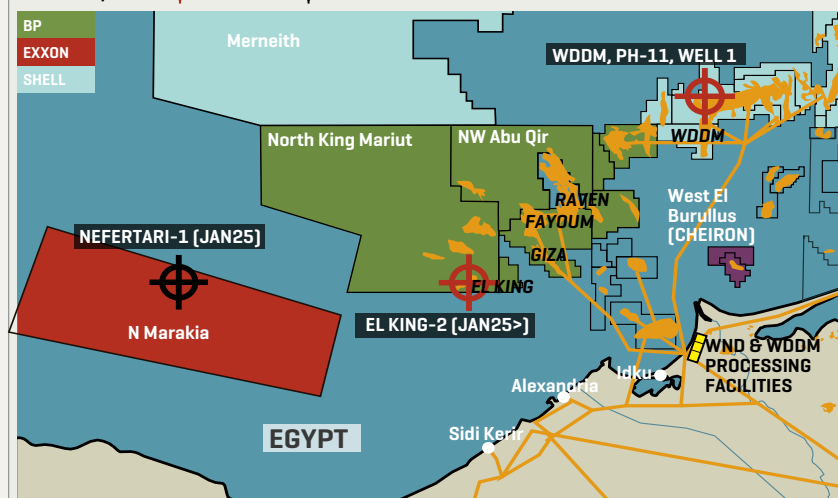 BP
EXXON
SHELL
Merneith
WDDM, PH-11, WELL 1
North King Mariut
NW Abu Qir
WDDM
RAVEN
FAYOUM
GIZA
West El
Burullus
(CHEIRON)
NEFERTARI-1 (JAN25)
EL KING
N Marakia
EL KING-2 (JAN25>)
WND & WDDM
PROCESSING
FACILITIES
Idku
Alexandria
EGYPT
Sidi Kerir